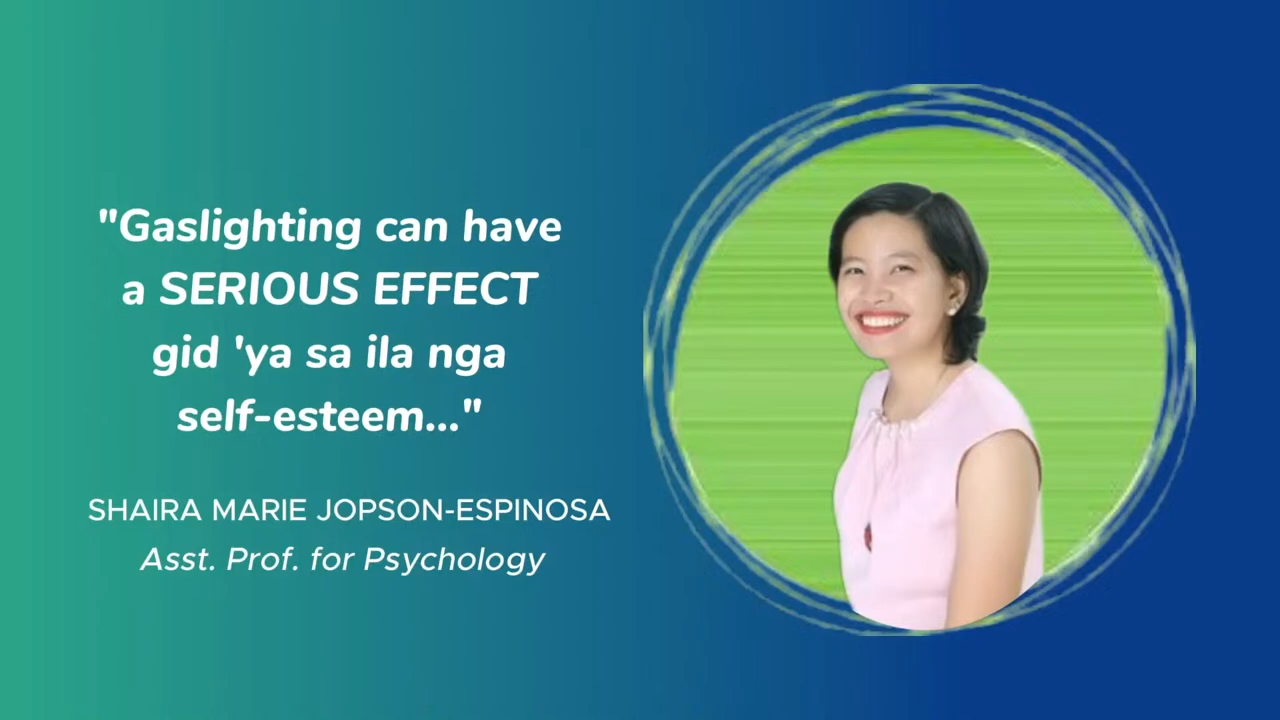 "Gaslighting can have
a SERIOUS EFFECT
gid 'ya sa ila nga
self-esteem..."
SHAIRA MARIE JOPSON-ESPINOSA
Asst. Prof. for Psychology